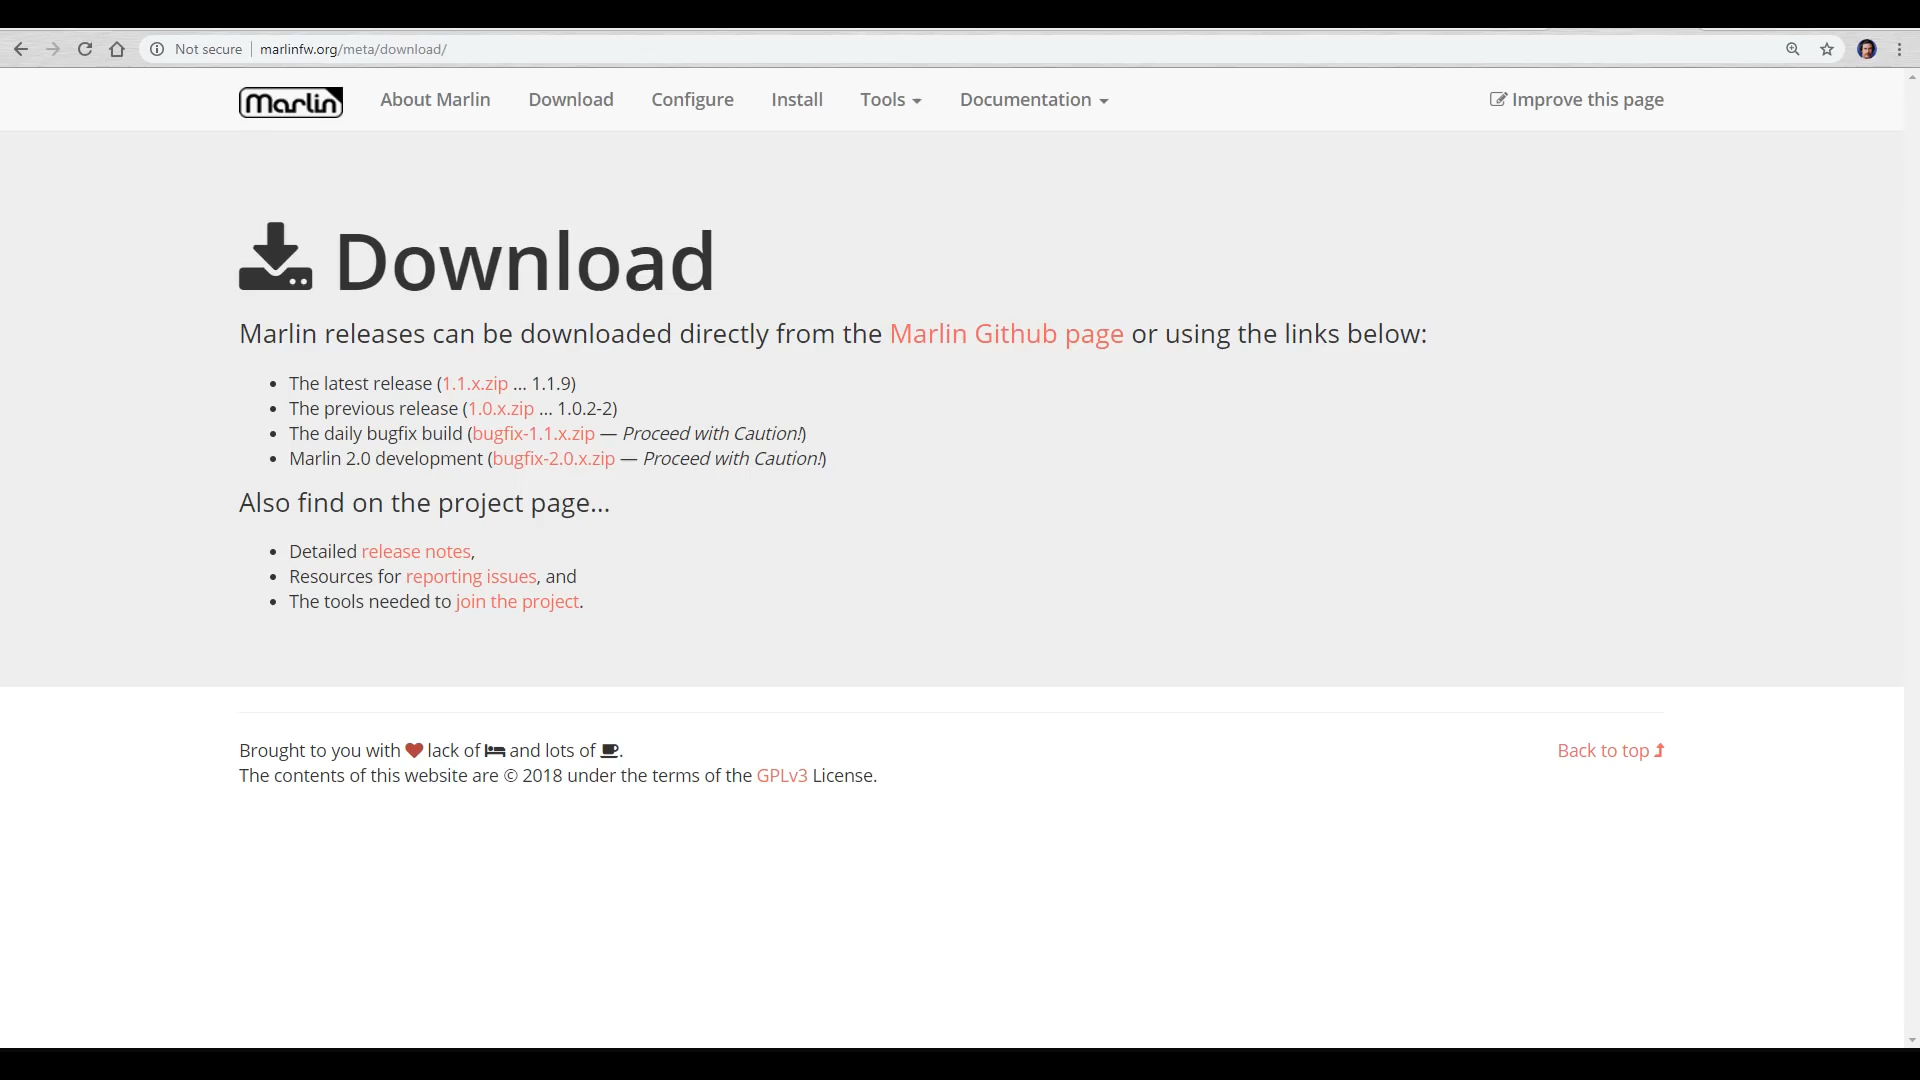 Not secure marlinfw.org/meta/download/
Marlin About Marlin Download Configure Install Tools Documentation Improve this page
Download
Marlin releases can be downloaded directly from the Marlin Github page or using the links below:
• The latest release (1.1.x.zip ... 1.1.9)
• The previous release (1.0.x.zip ... 1.0.2-2)
• The daily bugfix build (bugfix-1.1.x.zip — Proceed with Caution!)
• Marlin 2.0 development (bugfix-2.0.x.zip — Proceed with Caution!)
Also find on the project page...
• Detailed release notes,
• Resources for reporting issues, and
• The tools needed to join the project.
Brought to you with lack of and lots of . Back to top
The contents of this website are © 2018 under the terms of the GPLv3 License.